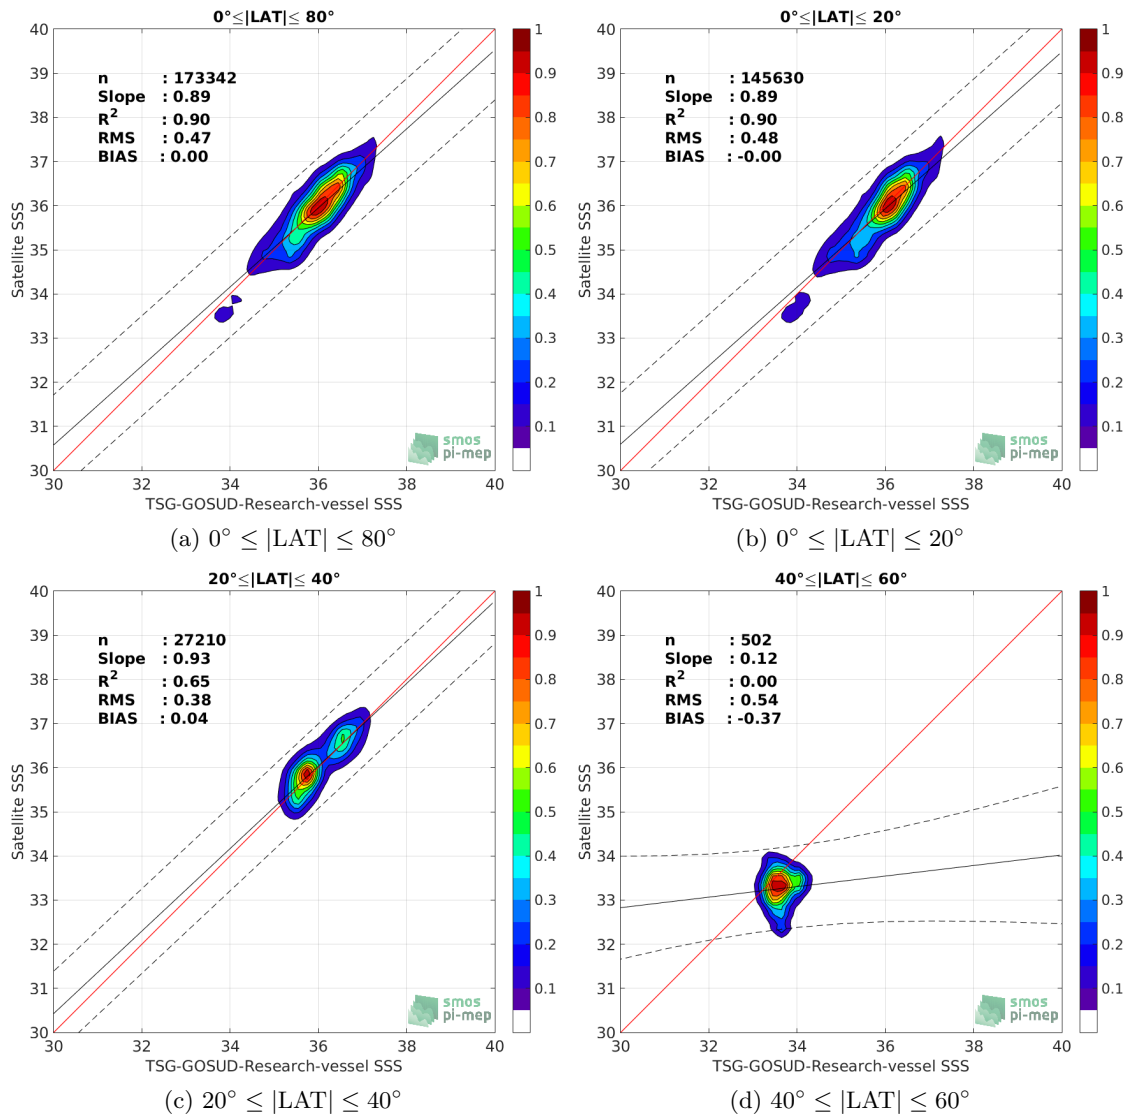 0°≤|LAT|≤ 80°
n : 173342
Slope : 0.89
R² : 0.90
RMS : 0.47
BIAS : 0.00
Satellite SSS
40
39
38
37
36
35
34
33
32
31
30
30 32 34 36 38 40
TSG-GOSUD-Research-vessel SSS
1
0.9
0.8
0.7
0.6
0.5
0.4
0.3
0.2
0.1
smos
pi-mep
(a) 0° ≤ |LAT| ≤ 80°
0°≤|LAT|≤ 20°
n : 145630
Slope : 0.89
R² : 0.90
RMS : 0.48
BIAS : -0.00
Satellite SSS
40
39
38
37
36
35
34
33
32
31
30
30 32 34 36 38 40
TSG-GOSUD-Research-vessel SSS
1
0.9
0.8
0.7
0.6
0.5
0.4
0.3
0.2
0.1
smos
pi-mep
(b) 0° ≤ |LAT| ≤ 20°
20°≤|LAT|≤ 40°
n : 27210
Slope : 0.93
R² : 0.65
RMS : 0.38
BIAS : 0.04
Satellite SSS
40
39
38
37
36
35
34
33
32
31
30
30 32 34 36 38 40
TSG-GOSUD-Research-vessel SSS
1
0.9
0.8
0.7
0.6
0.5
0.4
0.3
0.2
0.1
smos
pi-mep
(c) 20° ≤ |LAT| ≤ 40°
40°≤|LAT|≤ 60°
n : 502
Slope : 0.12
R² : 0.00
RMS : 0.54
BIAS : -0.37
Satellite SSS
40
39
38
37
36
35
34
33
32
31
30
30 32 34 36 38 40
TSG-GOSUD-Research-vessel SSS
1
0.9
0.8
0.7
0.6
0.5
0.4
0.3
0.2
0.1
smos
pi-mep
(d) 40° ≤ |LAT| ≤ 60°